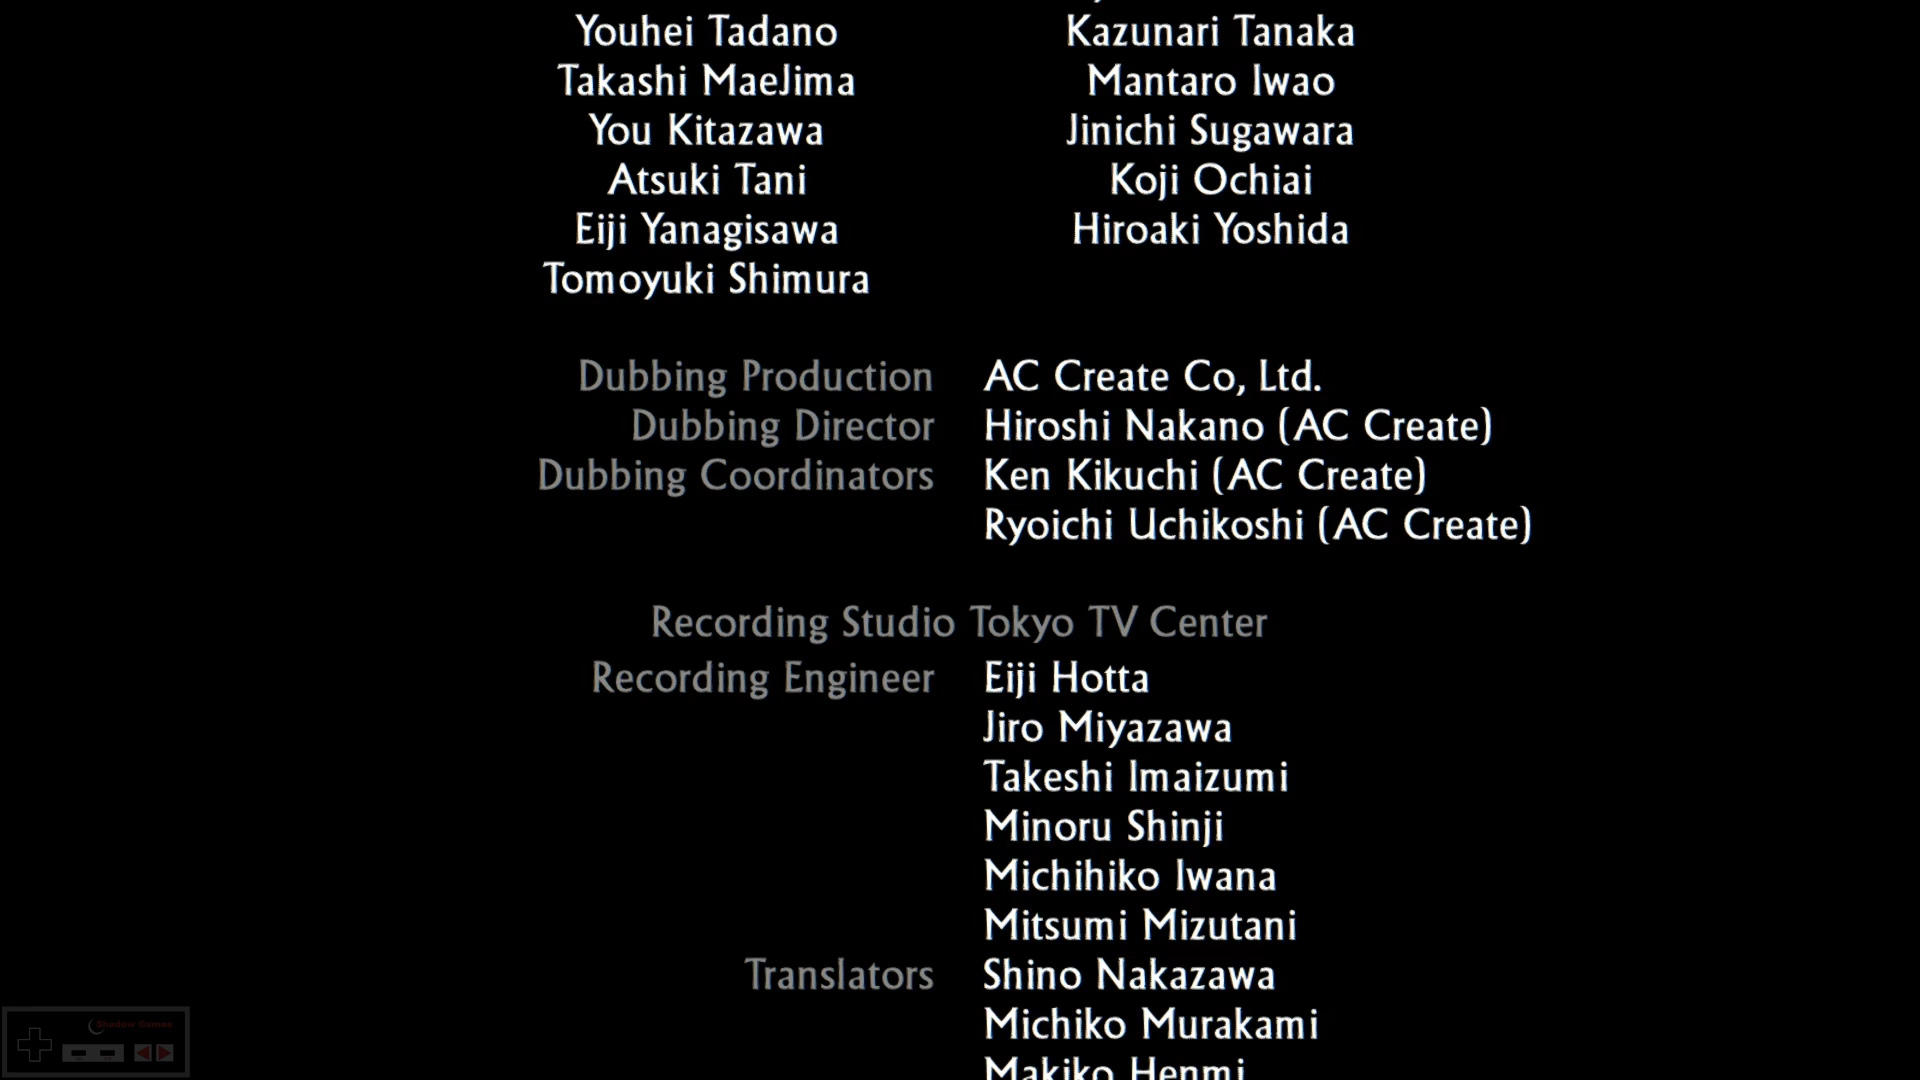 Youhei Tadano Kazunari Tanaka
Takashi MaeJima Mantaro Iwao
You Kitazawa Jinichi Sugawara
Atsuki Tani Koji Ochiai
Eiji Yanagisawa Hiroaki Yoshida
Tomoyuki Shimura
Dubbing Production AC Create Co, Ltd.
Dubbing Director Hiroshi Nakano (AC Create)
Dubbing Coordinators Ken Kikuchi (AC Create)
Ryoichi Uchikoshi (AC Create)
Recording Studio Tokyo TV Center
Recording Engineer Eiji Hotta
Jiro Miyazawa
Takeshi Imaizumi
Minoru Shinji
Michihiko Iwana
Mitsumi Mizutani
Translators Shino Nakazawa
Michiko Murakami
Makiko Henmi
Shadow Games